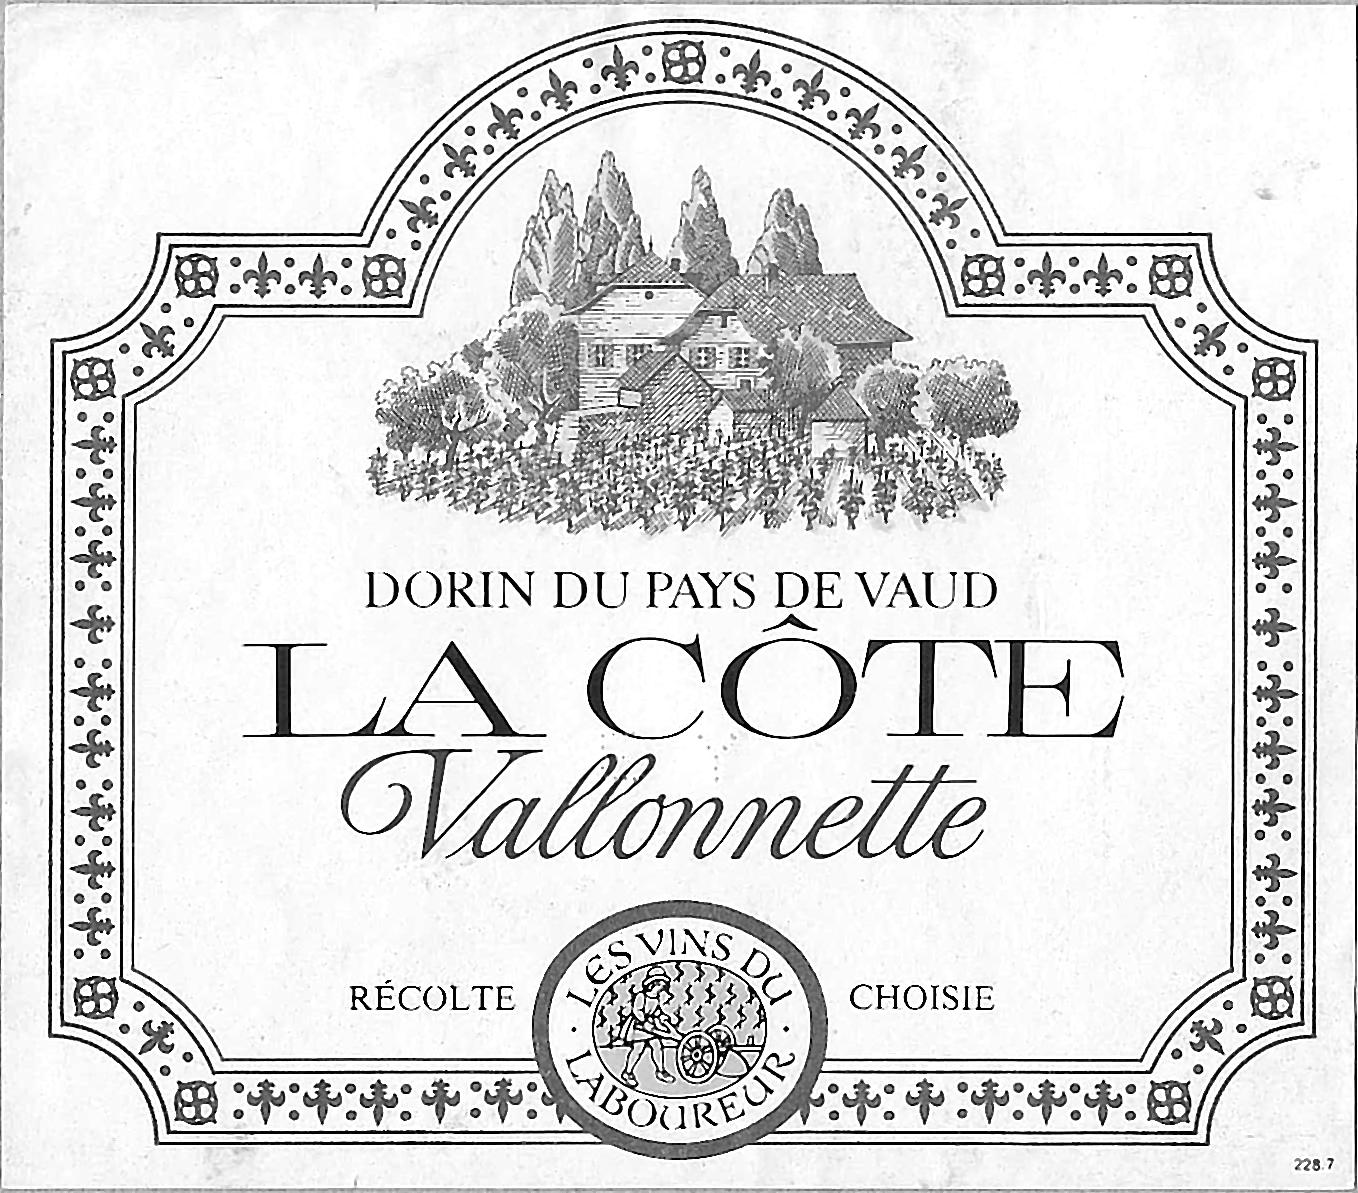 DORIN DU PAYS DE VAUD
LA CÔTE
Vallonnette
RÉCOLTE
CHOISIE
LES VINS DU
LABOUREUR
228.7